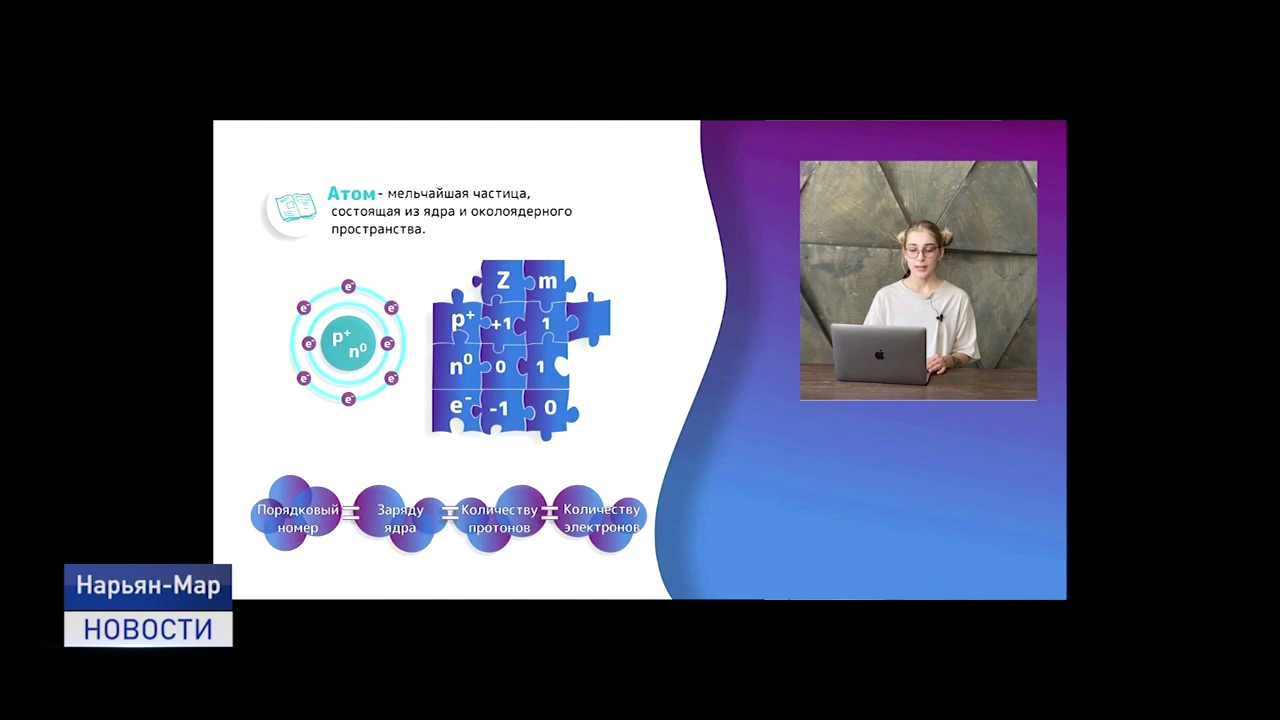 Атом - мельчайшая частица,
состоящая из ядра и околоядерного
пространства.
e⁻
e⁻ e⁻
p⁺
e⁻ n⁰ e⁻
e⁻ e⁻
e⁻
Z m
p⁺ +1 1
n⁰ 0 1
e⁻ -1 0
Порядковый номер = Заряду ядра = Количеству протонов = Количеству электронов
Нарьян-Мар
НОВОСТИ